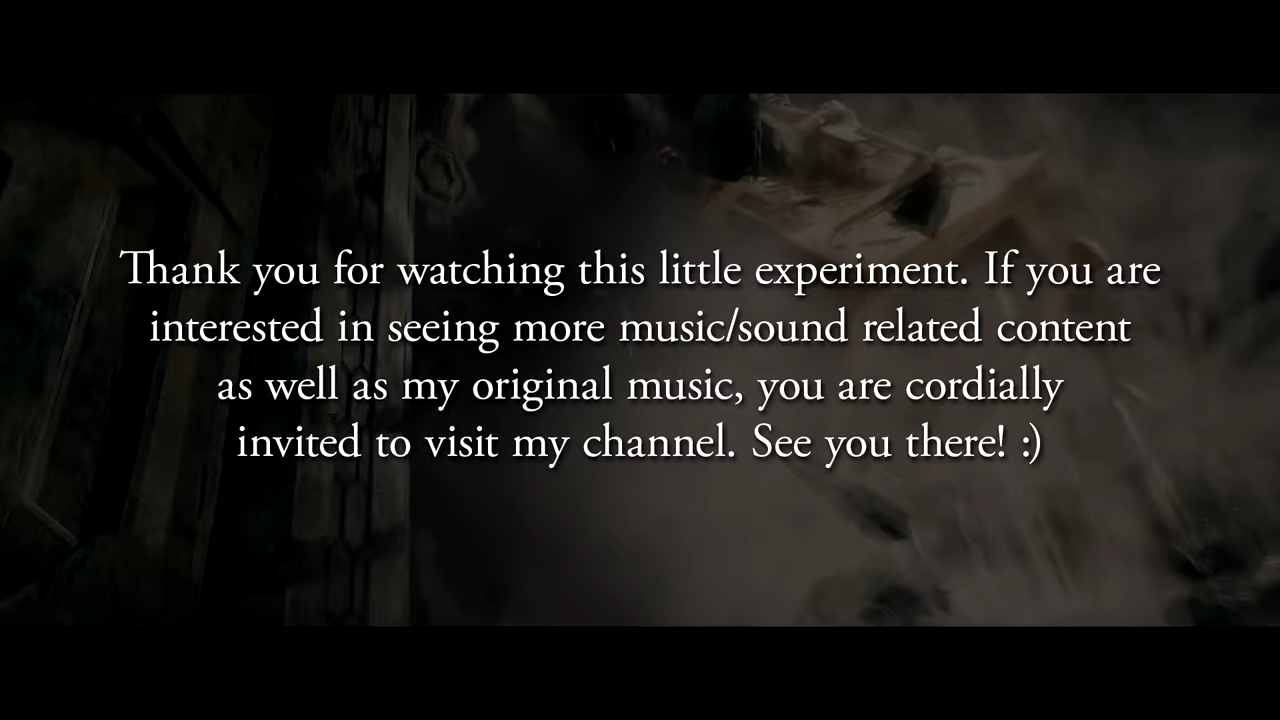 Thank you for watching this little experiment. If you are
interested in seeing more music/sound related content
as well as my original music, you are cordially
invited to visit my channel. See you there! :)